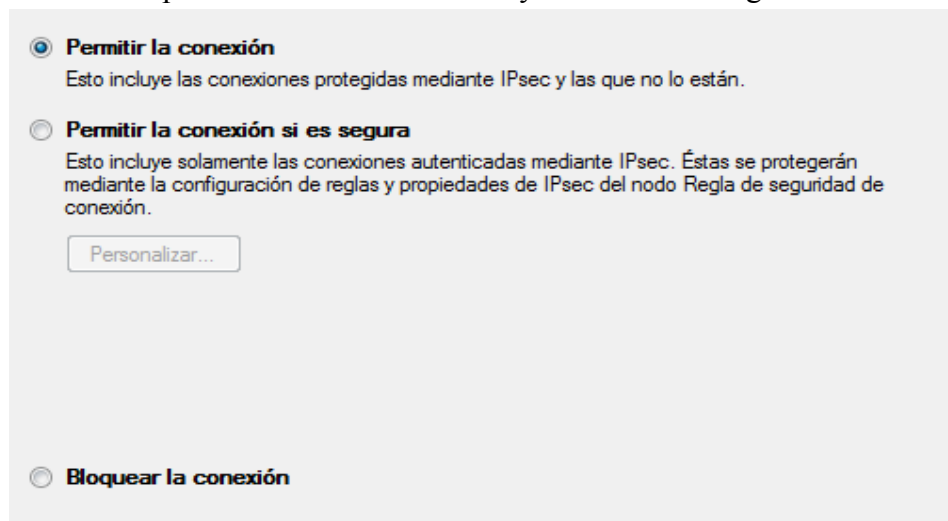 Permitir la conexión
Esto incluye las conexiones protegidas mediante IPsec y las que no lo están.
Permitir la conexión si es segura
Esto incluye solamente las conexiones autenticadas mediante IPsec. Éstas se protegerán
mediante la configuración de reglas y propiedades de IPsec del nodo Regla de seguridad de
conexión.
Personalizar...
Bloquear la conexión